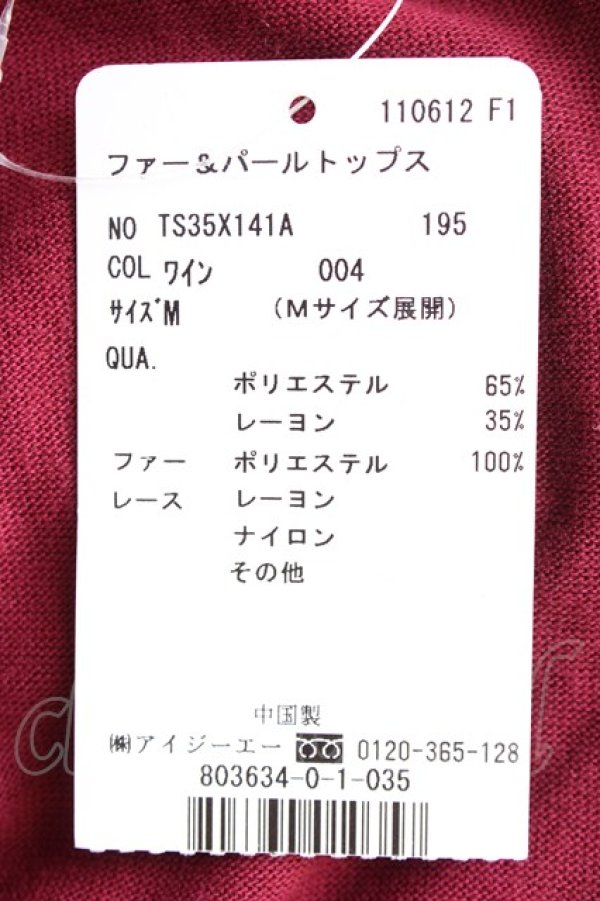 110612 F1
ファー&パールトップス
NO TS35X141A 195
COL ﾜｲﾝ 004
ｻｲｽﾞM (Mサイズ展開)
QUA.
ポリエステル 65%
レーヨン 35%
ファー ポリエステル 100%
レース レーヨン
ナイロン
その他
中国製
㈱アイジーエー 0120-365-128
803634-0-1-035